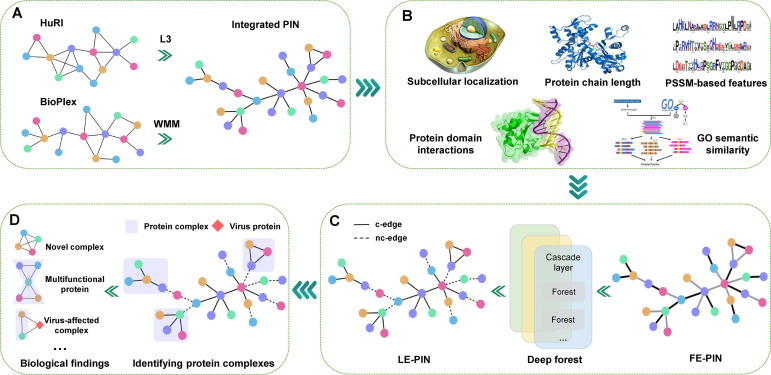 A
HuRI
L3
Integrated PIN
BioPlex
WMM
B
Subcellular localization
Protein chain length
PSSM-based features
Protein domain
interactions
GO
GO semantic
similarity
D
Protein complex
Virus protein
Novel complex
Multifunctional
protein
Virus-affected
complex
...
Biological findings
Identifying protein complexes
C
c-edge
nc-edge
LE-PIN
Cascade
layer
Forest
Forest
...
Deep forest
FE-PIN